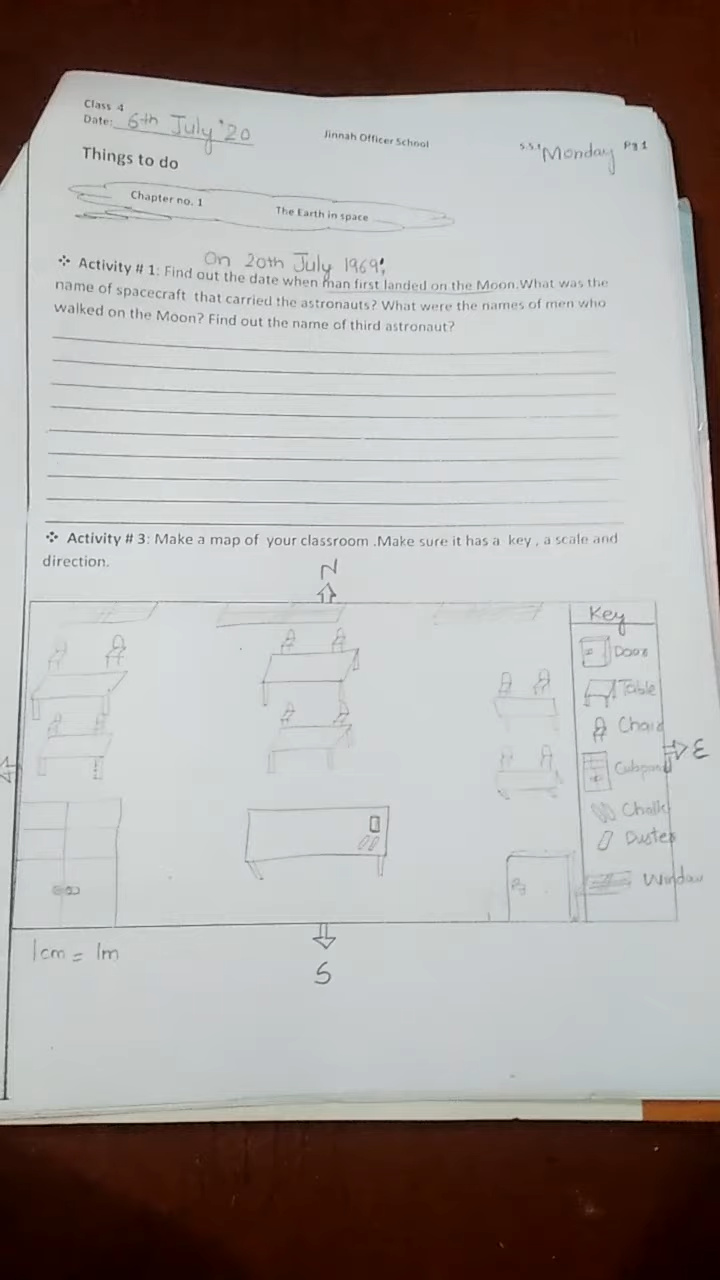 Class 4
Date: 6th July '20
Jinnah Officer School
S.S.t Monday Pg 1
Things to do
Chapter no. 1 The Earth in space
On 20th July 1969;
❖ Activity # 1: Find out the date when man first landed on the Moon.What was the
name of spacecraft that carried the astronauts? What were the names of men who
walked on the Moon? Find out the name of third astronaut?
❖ Activity # 3: Make a map of your classroom .Make sure it has a key , a scale and
direction.
N
Key
Door
Table
Chair
E
Chalk
Duster
Window
1cm = 1m
S